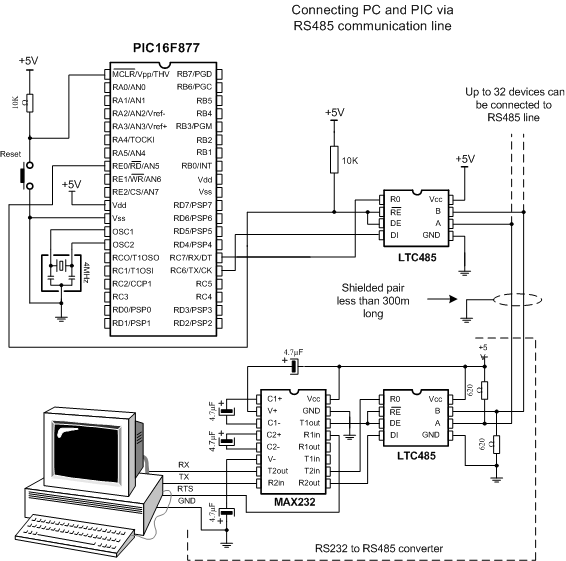 Connecting PC and PIC via
RS485 communication line
PIC16F877
+5V
10K
Reset
+5V
4MHz
MCLR/Vpp/THV
RA0/AN0
RA1/AN1
RA2/AN2/Vref-
RA3/AN3/Vref+
RA4/TOCKI
RA5/AN4
RE0/RD/AN5
RE1/WR/AN6
RE2/CS/AN7
Vdd
Vss
OSC1
OSC2
RCO/T1OSO
RC1/T1OSI
RC2/CCP1
RC3
RD0/PSP0
RD1/PSP1
RB7/PGD
RB6/PGC
RB5
RB4
RB3/PGM
RB2
RB1
RB0/INT
Vdd
Vss
RD7/PSP7
RD6/PSP6
RD5/PSP5
RD4/PSP4
RC7/RX/DT
RC6/TX/CK
RC5
RC4
RD3/PSP3
RD2/PSP2
+5V
10K
Up to 32 devices can
be connected to
RS485 line
+5V
R0
RE
DE
DI
Vcc
B
A
GND
LTC485
Shielded pair
less than 300m
long
+5
V
4.7µF
4.7µF
4.7µF
4.7µF
C1+
V+
C1-
C2+
C2-
V-
T2out
R2in
Vcc
GND
T1out
R1in
R1out
T1in
T2in
R2out
MAX232
R0
RE
DE
DI
Vcc
B
A
GND
LTC485
620
620
RX
TX
RTS
GND
RS232 to RS485 converter